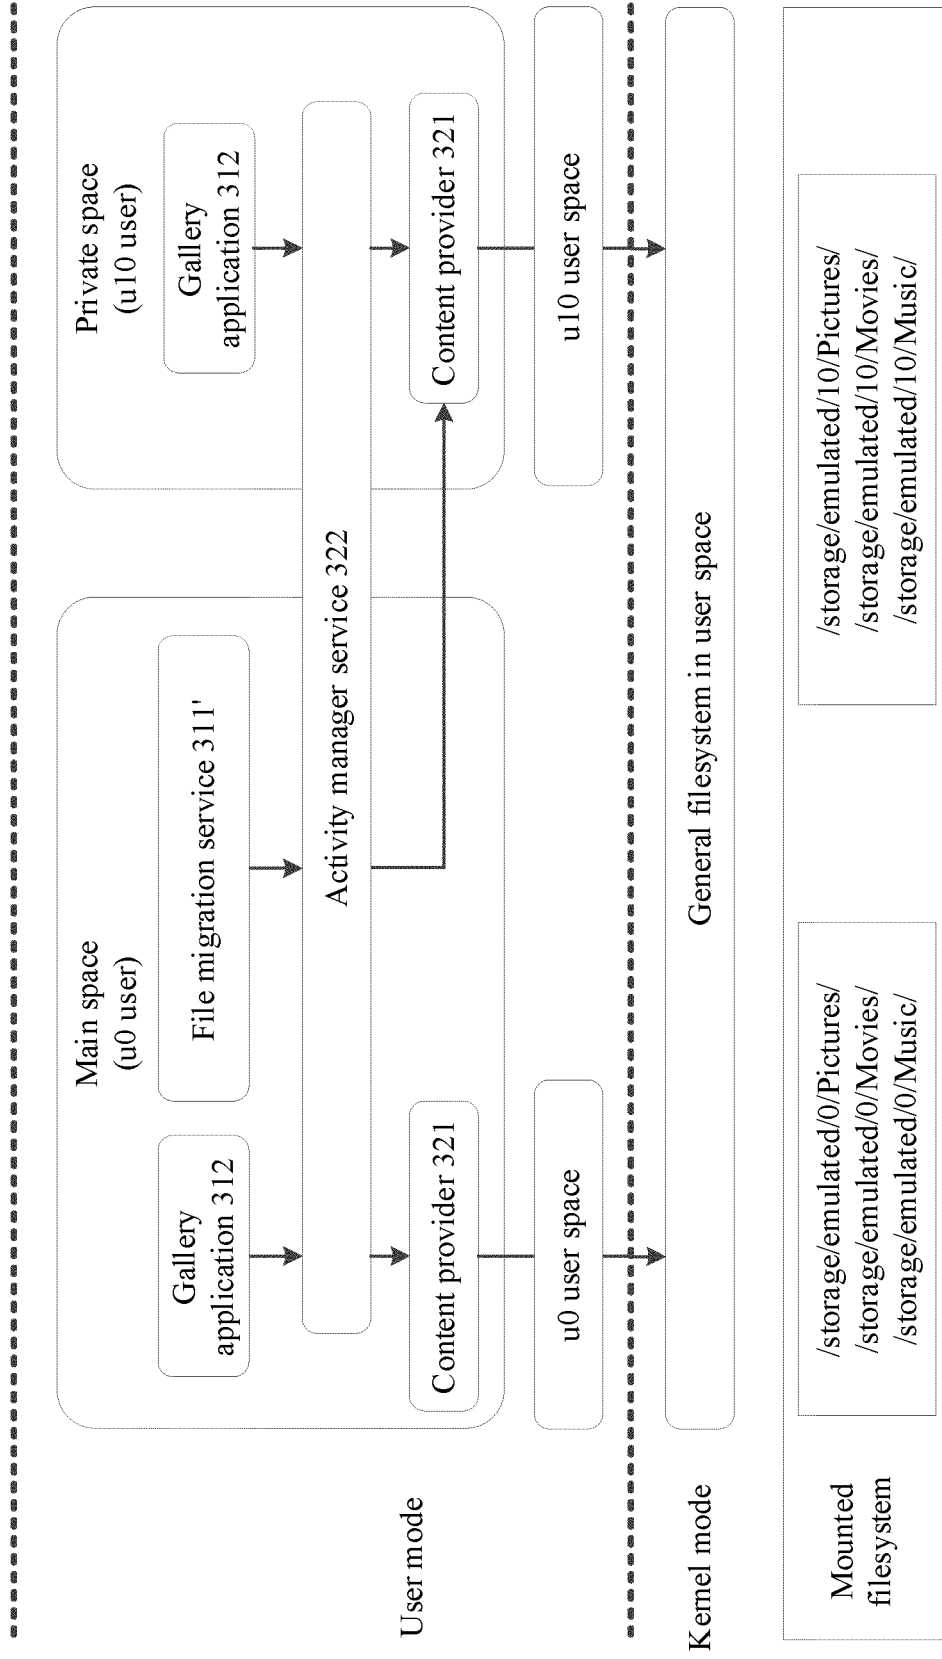 Main space
(u0 user)
Private space
(u10 user)
Gallery
application 312
File migration service 311'
Gallery
application 312
Activity manager service 322
User mode
Content provider 321
Content provider 321
u0 user space
u10 user space
Kernel mode
General filesystem in user space
Mounted
filesystem
/storage/emulated/0/Pictures/
/storage/emulated/0/Movies/
/storage/emulated/0/Music/
/storage/emulated/10/Pictures/
/storage/emulated/10/Movies/
/storage/emulated/10/Music/